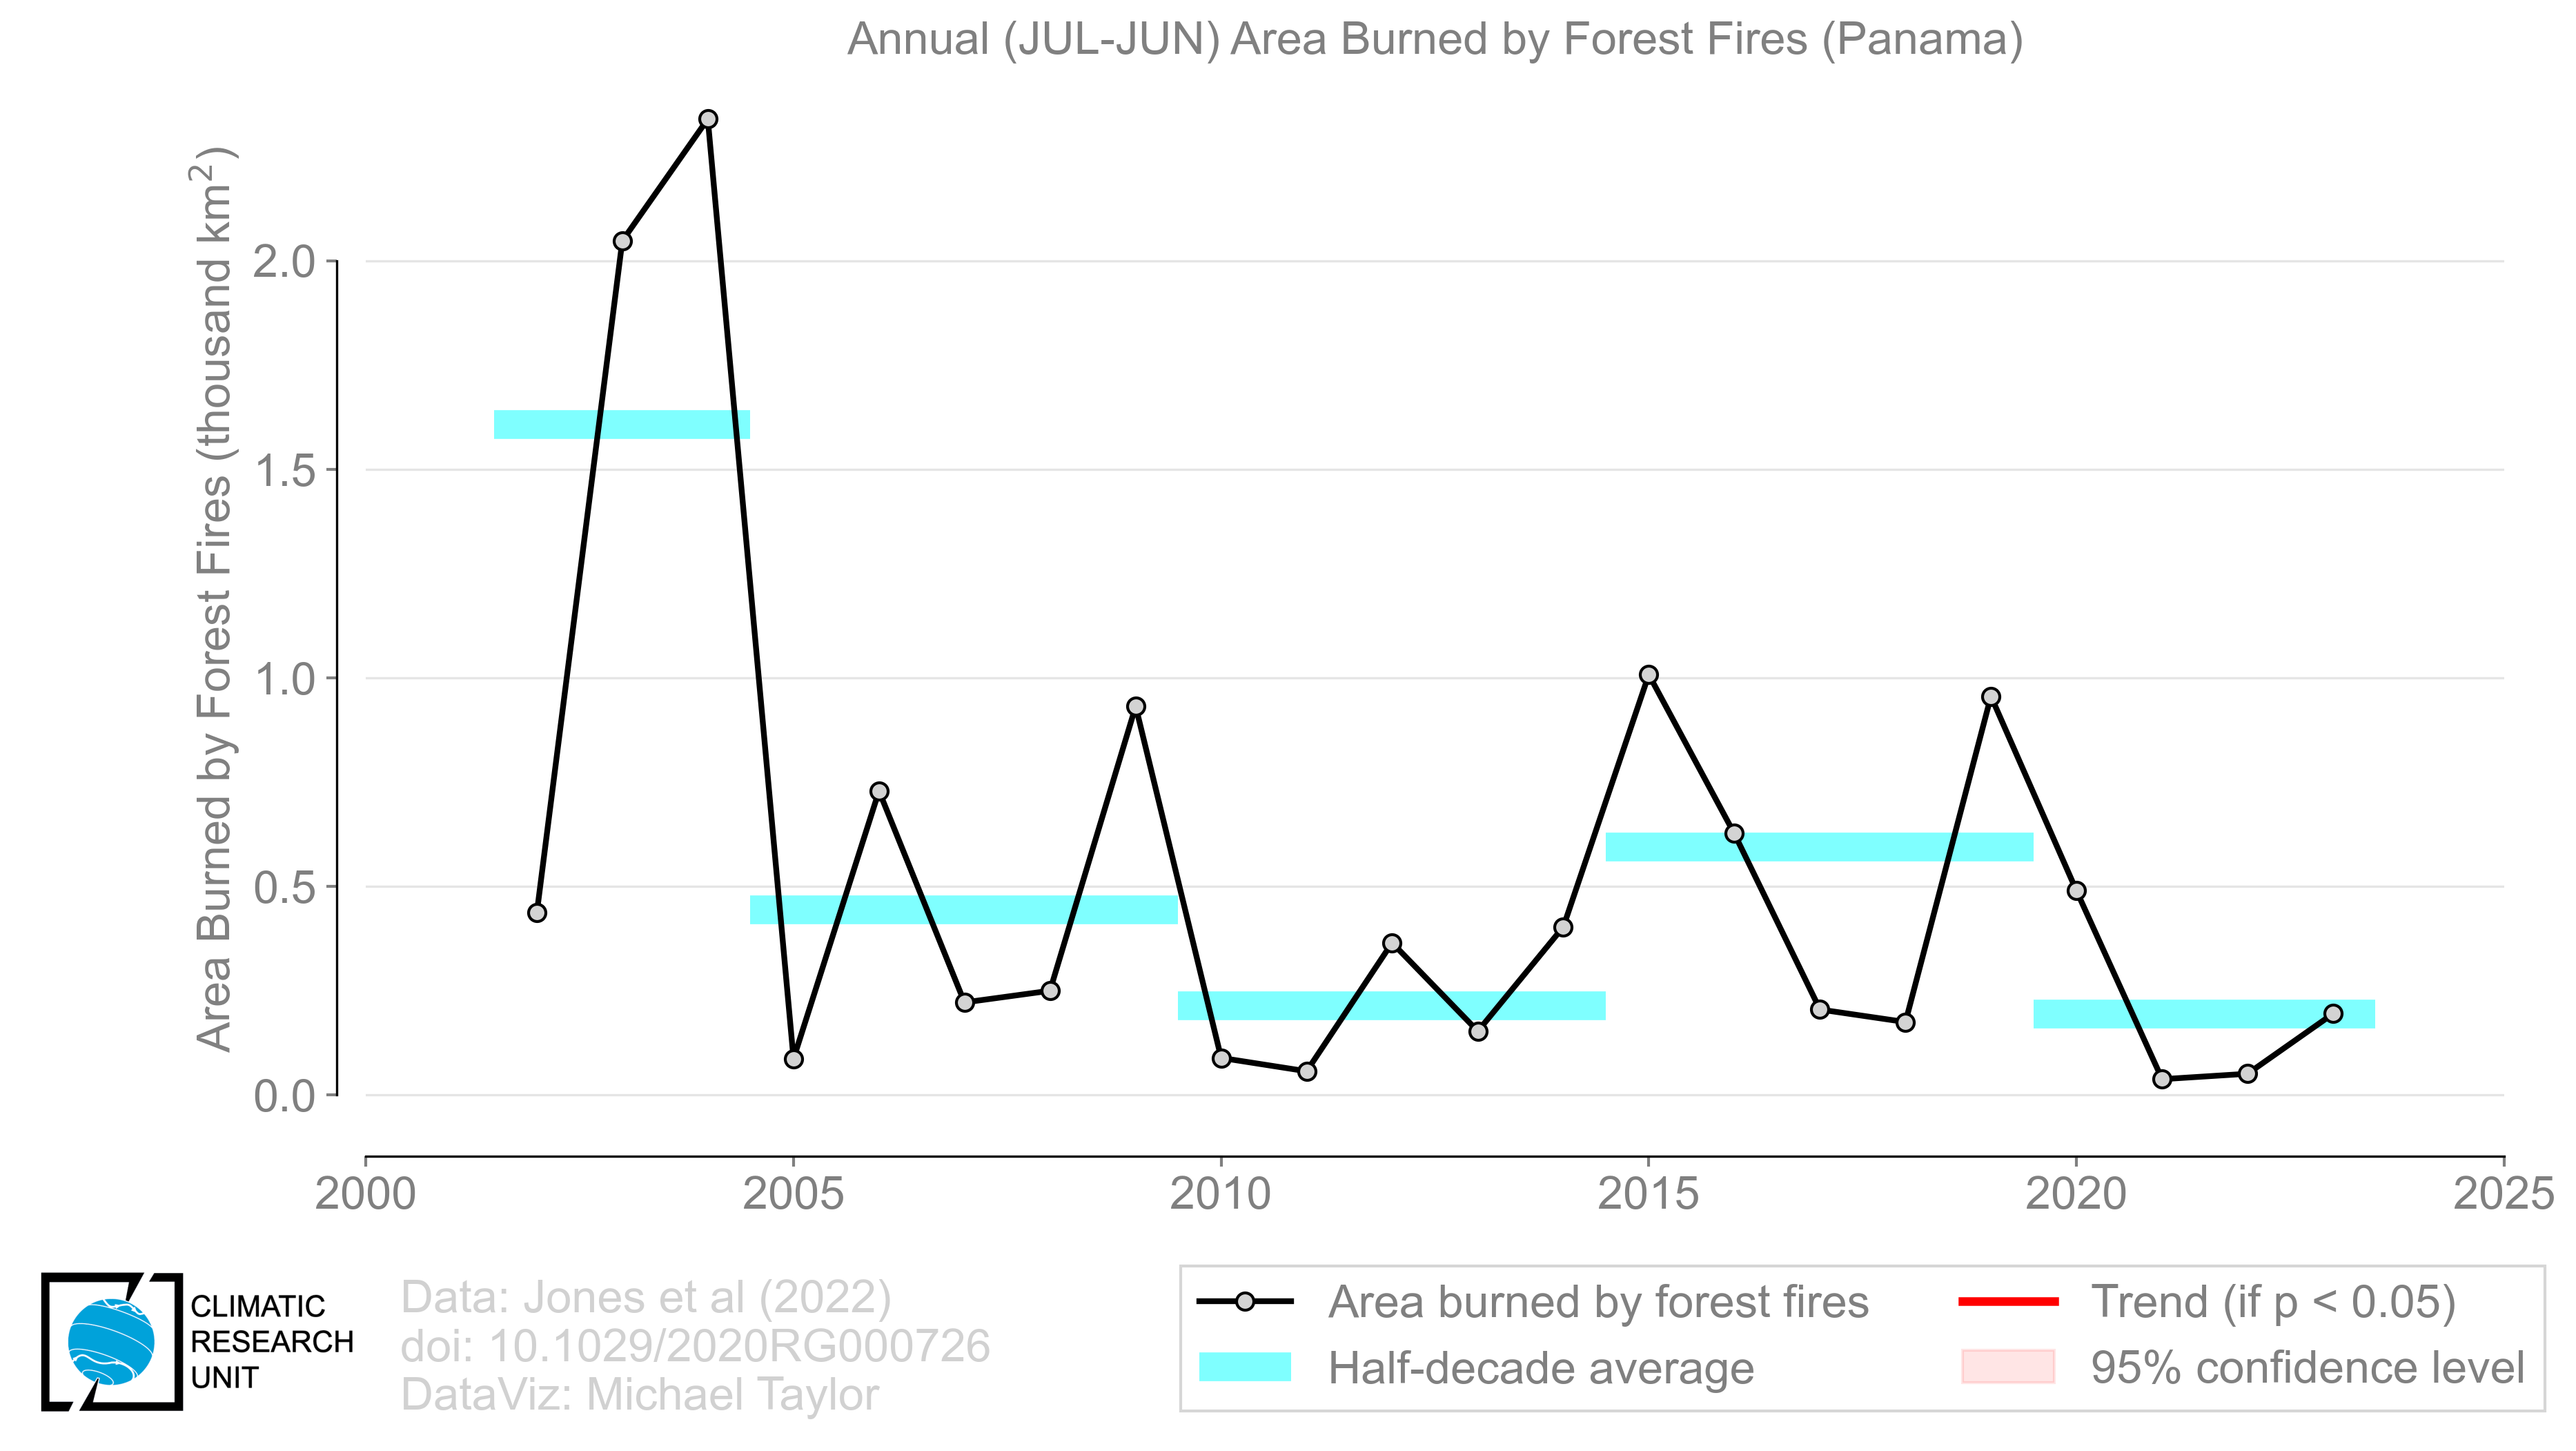 Annual (JUL-JUN) Area Burned by Forest Fires (Panama)
Area Burned by Forest Fires (thousand km²)
2.0
1.5
1.0
0.5
0.0
2000 2005 2010 2015 2020 2025
CLIMATIC
RESEARCH
UNIT
Data: Jones et al (2022)
doi: 10.1029/2020RG000726
DataViz: Michael Taylor
Area burned by forest fires
Half-decade average
Trend (if p < 0.05)
95% confidence level